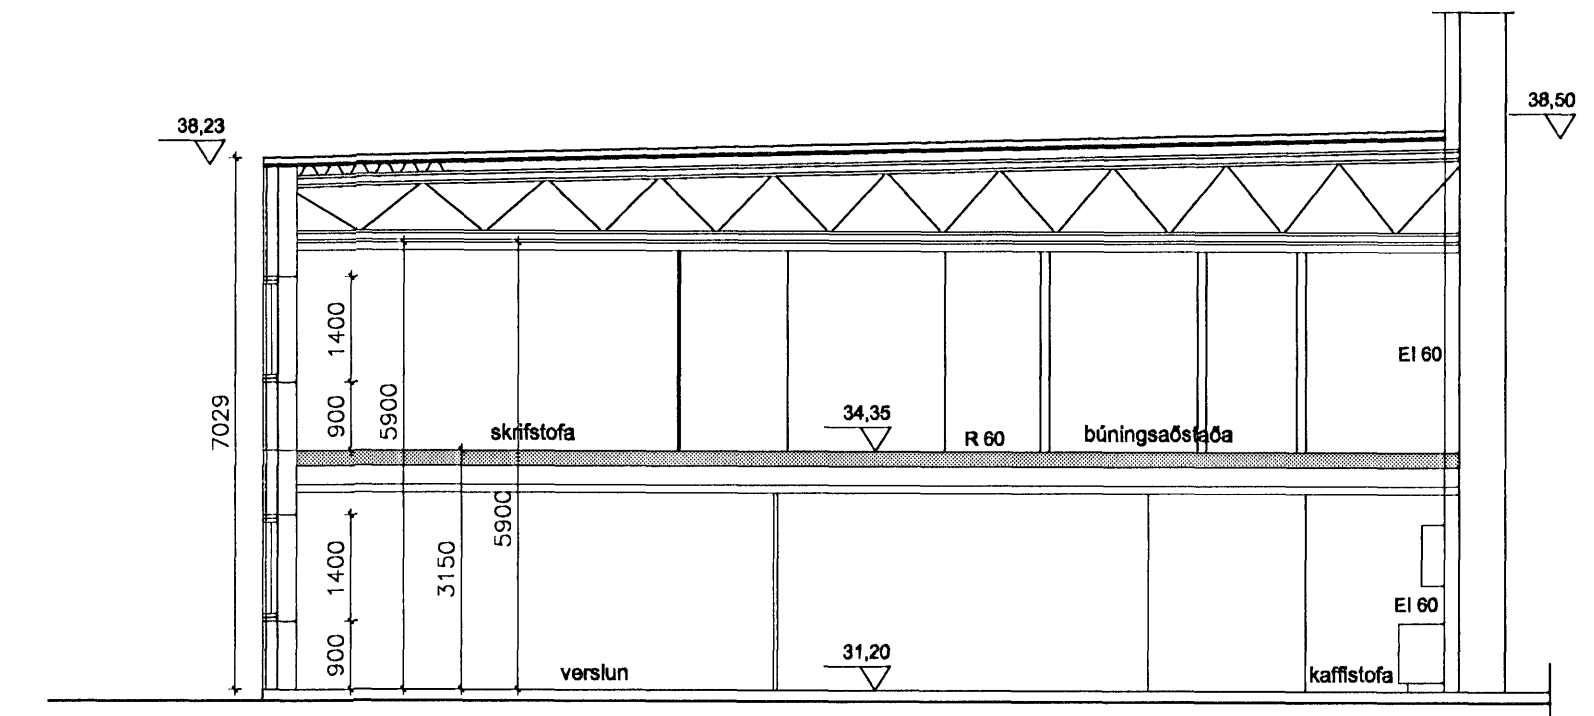 38,50
38,23
1400
EI 60
7029
900
5900
skrifstofa
34,35
R 60
búningsaðstaða
5900
1400
3150
EI 60
900
verslun
31,20
kaffistofa